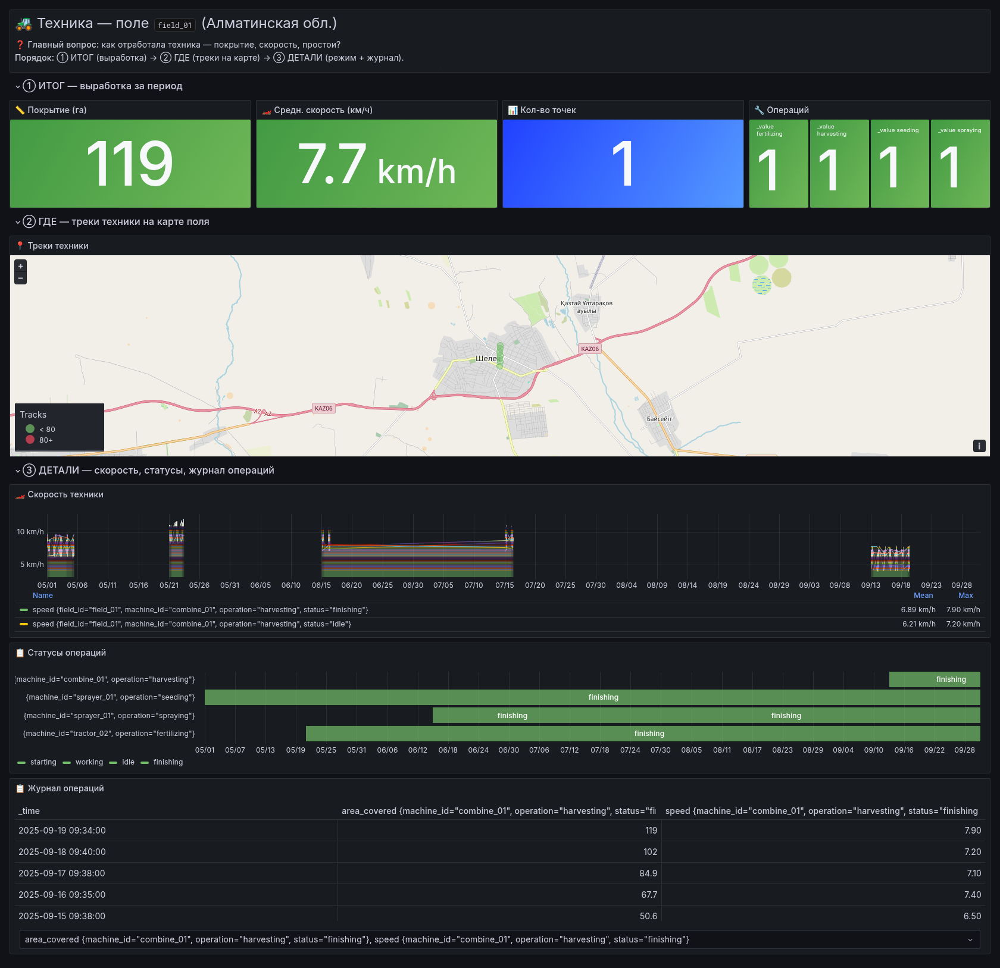 🚜 Техника — поле field_01 (Алматинская обл.)
❓ Главный вопрос: как отработала техника — покрытие, скорость, простои?
Порядок: ① ИТОГ (выработка) → ② ГДЕ (треки на карте) → ③ ДЕТАЛИ (режим + журнал).
① ИТОГ — выработка за период
📏 Покрытие (га)
119
🏎️ Средн. скорость (км/ч)
7.7 km/h
📊 Кол-во точек
1
🔧 Операций
_value fertilizing
1
_value harvesting
1
_value seeding
1
_value spraying
1
② ГДЕ — треки техники на карте поля
📍 Треки техники
+
−
Қазтай Ұлтарақов
ауылы
KAZ06
Шелек
A2 A2
KAZ06
Байсейіт
Tracks
< 80
80+
i
③ ДЕТАЛИ — скорость, статусы, журнал операций
🏎️ Скорость техники
10 km/h
5 km/h
05/01 05/06 05/11 05/16 05/21 05/26 05/31 06/05 06/10 06/15 06/20 06/25 06/30 07/05 07/10 07/15 07/20 07/25 07/30 08/04 08/09 08/14 08/19 08/24 08/29 09/03 09/08 09/13 09/18 09/23 09/28
Name Mean Max
speed {field_id="field_01", machine_id="combine_01", operation="harvesting", status="finishing"} 6.89 km/h 7.90 km/h
speed {field_id="field_01", machine_id="combine_01", operation="harvesting", status="idle"} 6.21 km/h 7.20 km/h
📋 Статусы операций
{machine_id="combine_01", operation="harvesting"} finishing
{machine_id="sprayer_01", operation="seeding"} finishing
{machine_id="sprayer_01", operation="spraying"} finishing finishing
{machine_id="tractor_02", operation="fertilizing"} finishing
05/01 05/07 05/13 05/19 05/25 05/31 06/06 06/12 06/18 06/24 06/30 07/06 07/12 07/18 07/24 07/30 08/05 08/11 08/17 08/23 08/29 09/04 09/10 09/16 09/22 09/28
starting working idle finishing
📋 Журнал операций
_time area_covered {machine_id="combine_01", operation="harvesting", status="fi speed {machine_id="combine_01", operation="harvesting", status="finishing
2025-09-19 09:34:00 119 7.90
2025-09-18 09:40:00 102 7.20
2025-09-17 09:38:00 84.9 7.10
2025-09-16 09:35:00 67.7 7.40
2025-09-15 09:38:00 50.6 6.50
area_covered {machine_id="combine_01", operation="harvesting", status="finishing"}, speed {machine_id="combine_01", operation="harvesting", status="finishing"}